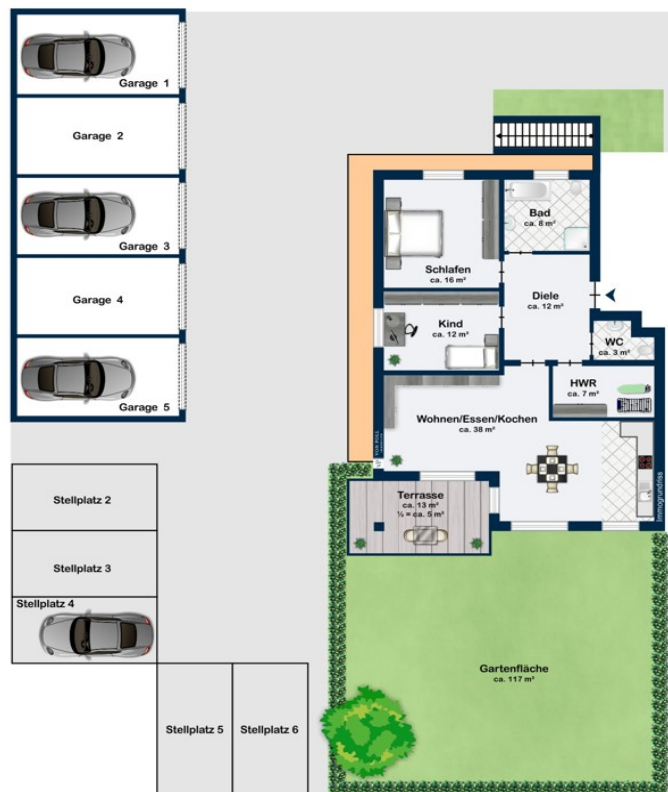 Garage 1
Garage 2
Garage 3
Garage 4
Garage 5
Bad
ca. 8 m²
Schlafen
ca. 16 m²
Diele
ca. 12 m²
Kind
ca. 12 m²
WC
ca. 3 m²
HWR
ca. 7 m²
Wohnen/Essen/Kochen
ca. 38 m²
VON POLL
Immogrundriss
Terrasse
ca. 13 m²
½ = ca. 5 m²
Stellplatz 2
Stellplatz 3
Stellplatz 4
Stellplatz 5
Stellplatz 6
Gartenfläche
ca. 117 m²